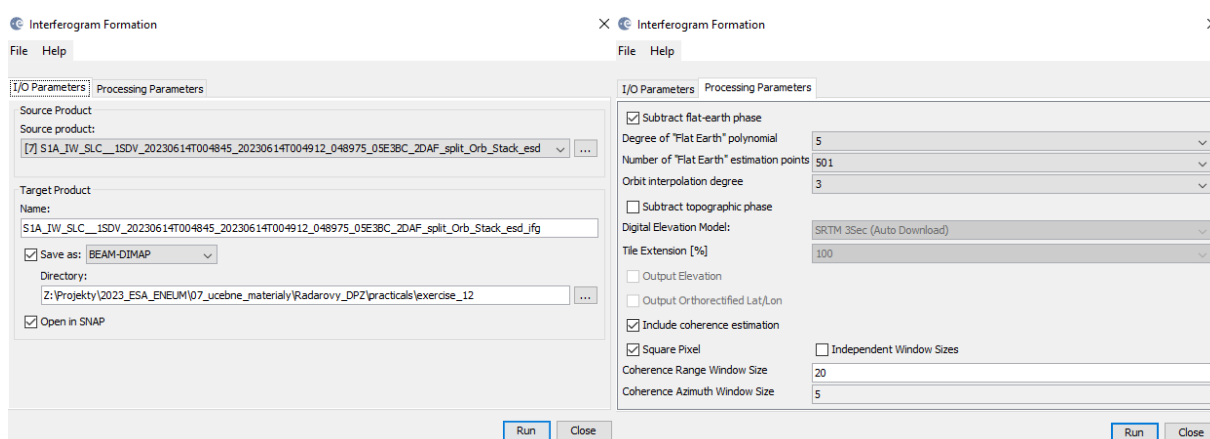 Interferogram Formation
File Help
I/O Parameters Processing Parameters
Source Product
Source product:
[7] S1A_IW_SLC__1SDV_20230614T004845_20230614T004912_048975_05E3BC_2DAF_split_Orb_Stack_esd
...
Target Product
Name:
S1A_IW_SLC__1SDV_20230614T004845_20230614T004912_048975_05E3BC_2DAF_split_Orb_Stack_esd_ifg
Save as: BEAM-DIMAP
Directory:
Z:\Projekty\2023_ESA_ENEUM\07_ucebne_materialy\Radarovy_DPZ\practicals\exercise_12
...
Open in SNAP
Run Close
Interferogram Formation
File Help
I/O Parameters Processing Parameters
Subtract flat-earth phase
Degree of "Flat Earth" polynomial 5
Number of "Flat Earth" estimation points 501
Orbit interpolation degree 3
Subtract topographic phase
Digital Elevation Model: SRTM 3Sec (Auto Download)
Tile Extension [%] 100
Output Elevation
Output Orthorectified Lat/Lon
Include coherence estimation
Square Pixel Independent Window Sizes
Coherence Range Window Size 20
Coherence Azimuth Window Size 5
Run Close